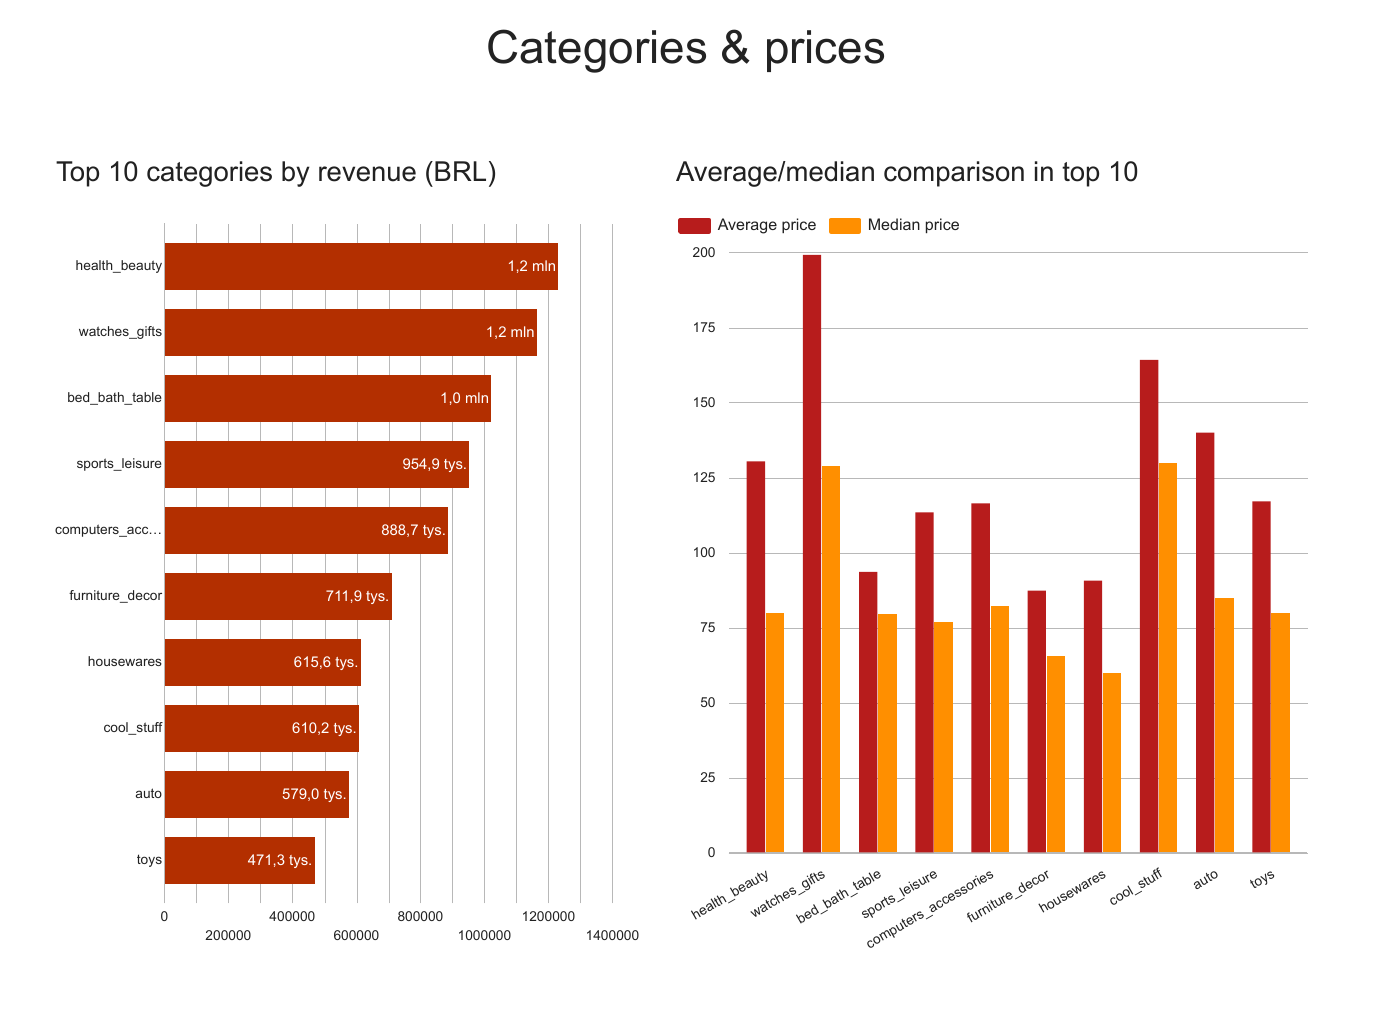 Categories & prices
Top 10 categories by revenue (BRL)
health_beauty
1,2 mln
watches_gifts
1,2 mln
bed_bath_table
1,0 mln
sports_leisure
954,9 tys.
computers_acc…
888,7 tys.
furniture_decor
711,9 tys.
housewares
615,6 tys.
cool_stuff
610,2 tys.
auto
579,0 tys.
toys
471,3 tys.
0 400000 800000 1200000
200000 600000 1000000 1400000
Average/median comparison in top 10
Average price Median price
200
175
150
125
100
75
50
25
0
health_beauty
watches_gifts
bed_bath_table
sports_leisure
computers_accessories
furniture_decor
housewares
cool_stuff
auto
toys